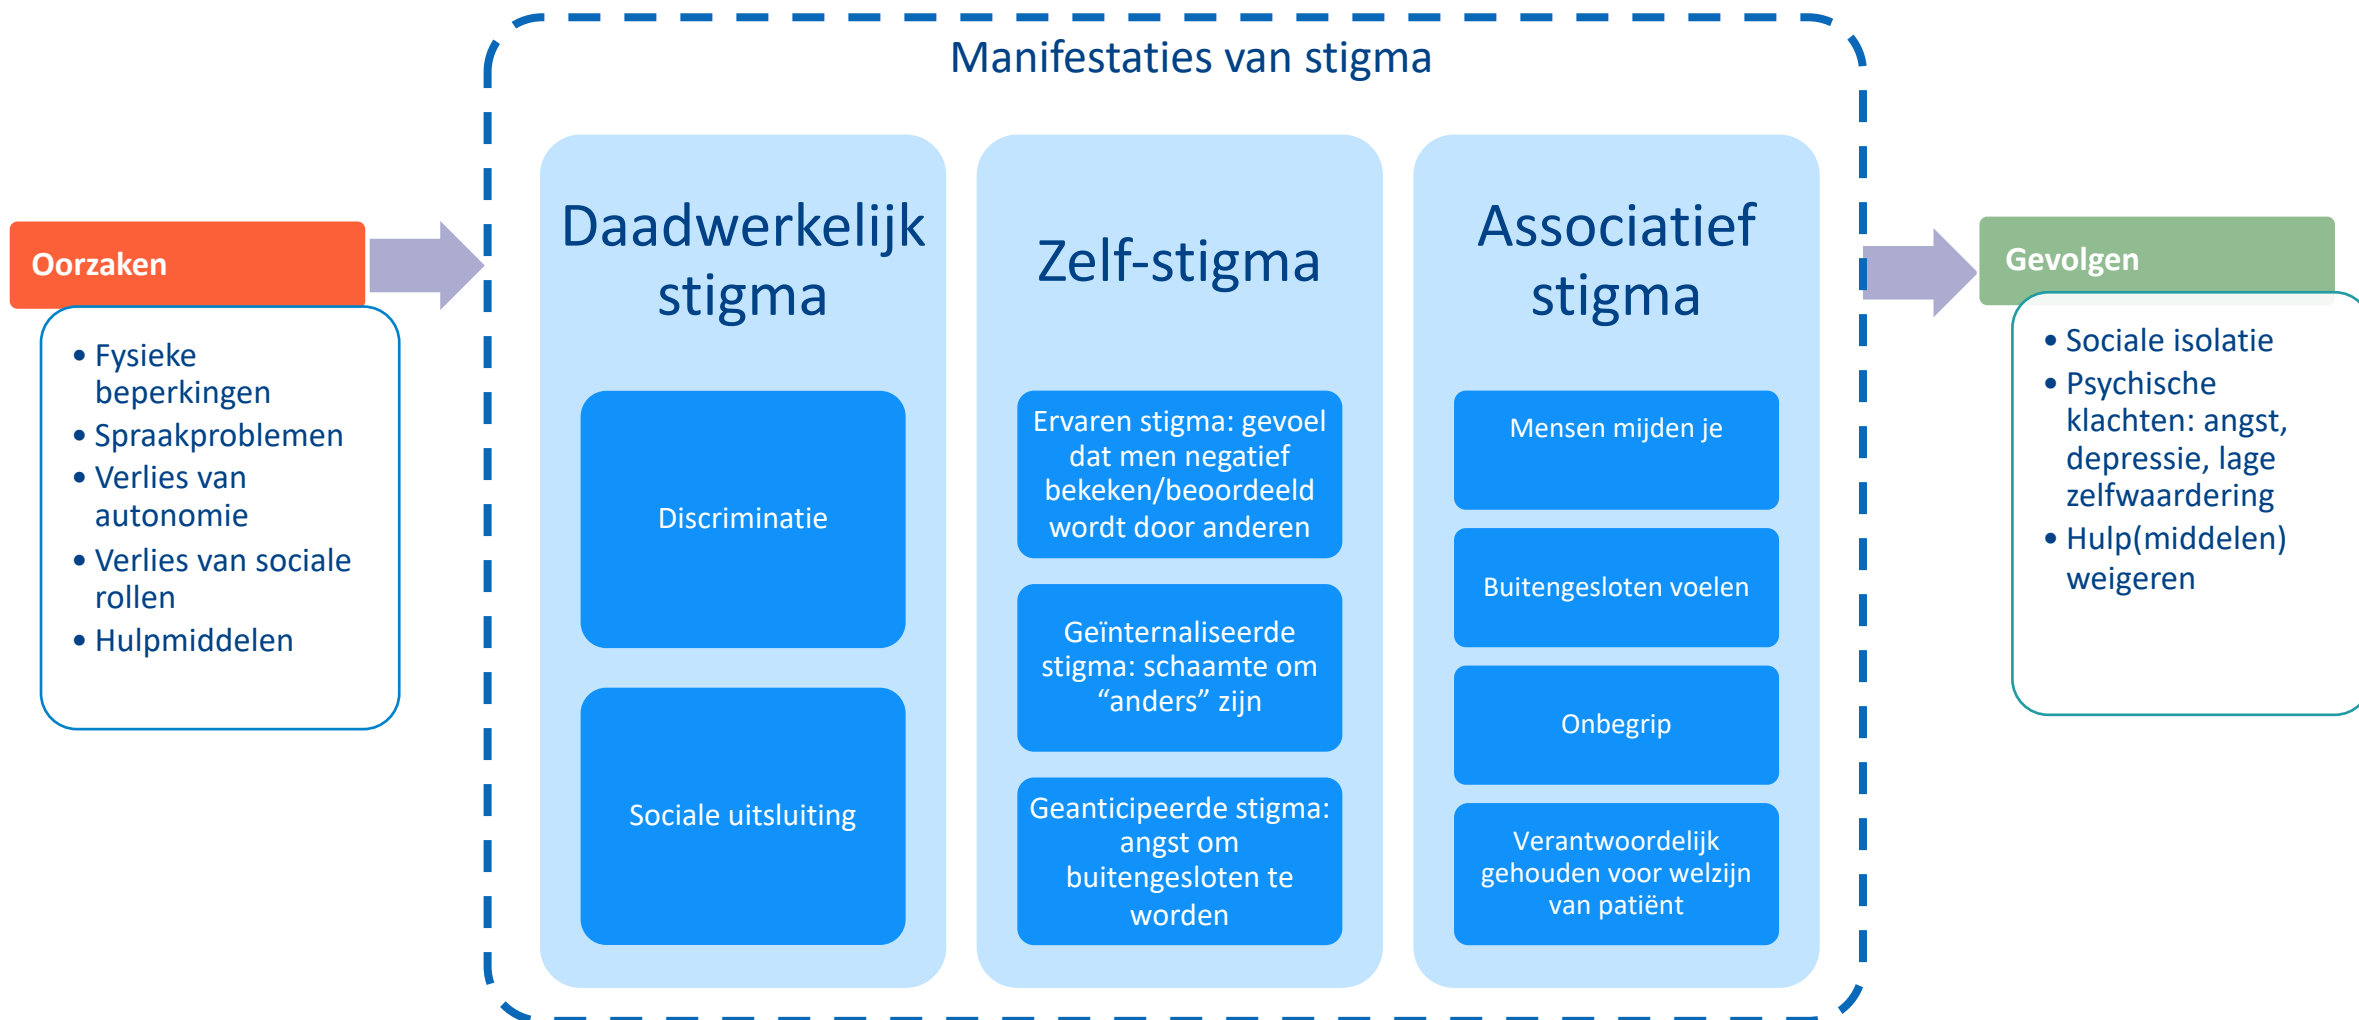 Manifestaties van stigma
Oorzaken
• Fysieke
beperkingen
• Spraakproblemen
• Verlies van
autonomie
• Verlies van sociale
rollen
• Hulpmiddelen
Daadwerkelijk
stigma
Discriminatie
Sociale uitsluiting
Zelf-stigma
Ervaren stigma: gevoel
dat men negatief
bekeken/beoordeeld
wordt door anderen
Geïnternaliseerde
stigma: schaamte om
“anders” zijn
Geanticipeerde stigma:
angst om
buitengesloten te
worden
Associatief
stigma
Mensen mijden je
Buitengesloten voelen
Onbegrip
Verantwoordelijk
gehouden voor welzijn
van patiënt
Gevolgen
• Sociale isolatie
• Psychische
klachten: angst,
depressie, lage
zelfwaardering
• Hulp(middelen)
weigeren